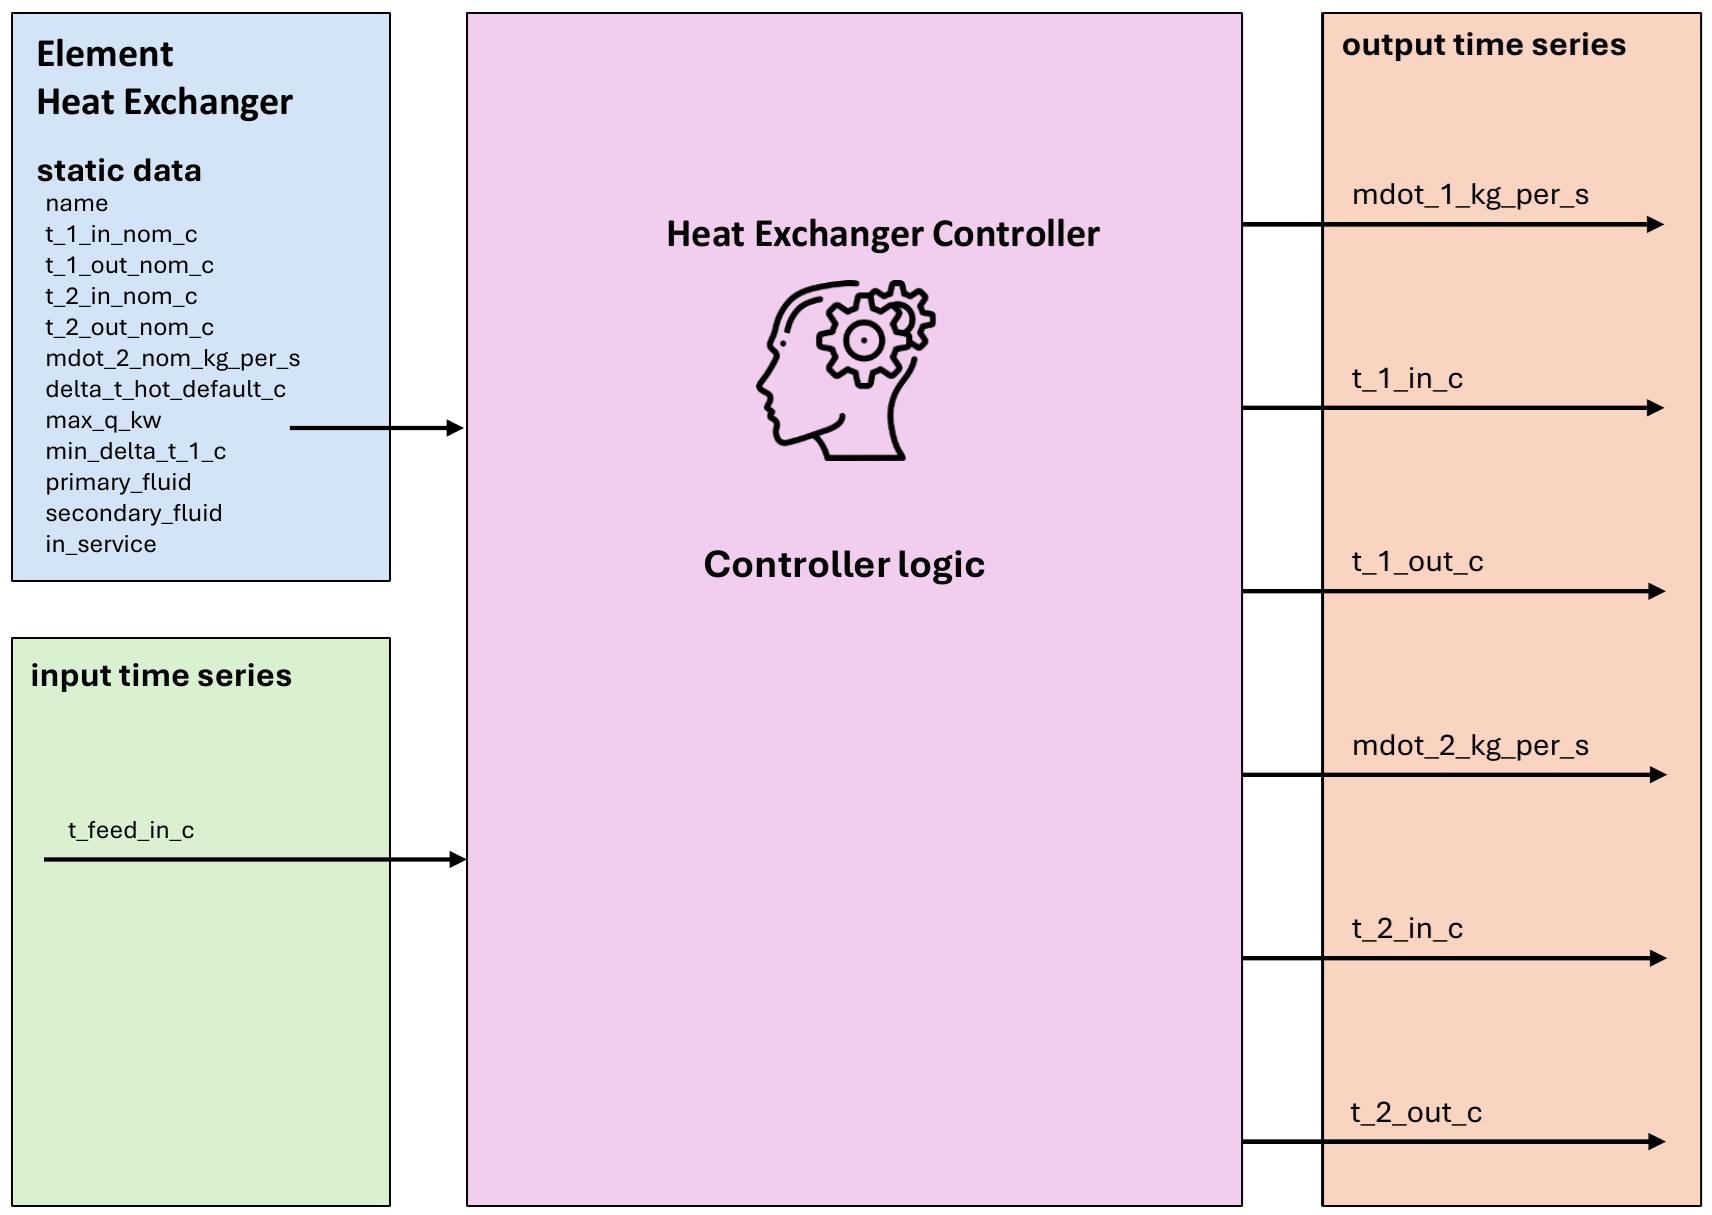 Element
Heat Exchanger
static data
name
t_1_in_nom_c
t_1_out_nom_c
t_2_in_nom_c
t_2_out_nom_c
mdot_2_nom_kg_per_s
delta_t_hot_default_c
max_q_kw
min_delta_t_1_c
primary_fluid
secondary_fluid
in_service
input time series
t_feed_in_c
Heat Exchanger Controller
Controller logic
output time series
mdot_1_kg_per_s
t_1_in_c
t_1_out_c
mdot_2_kg_per_s
t_2_in_c
t_2_out_c